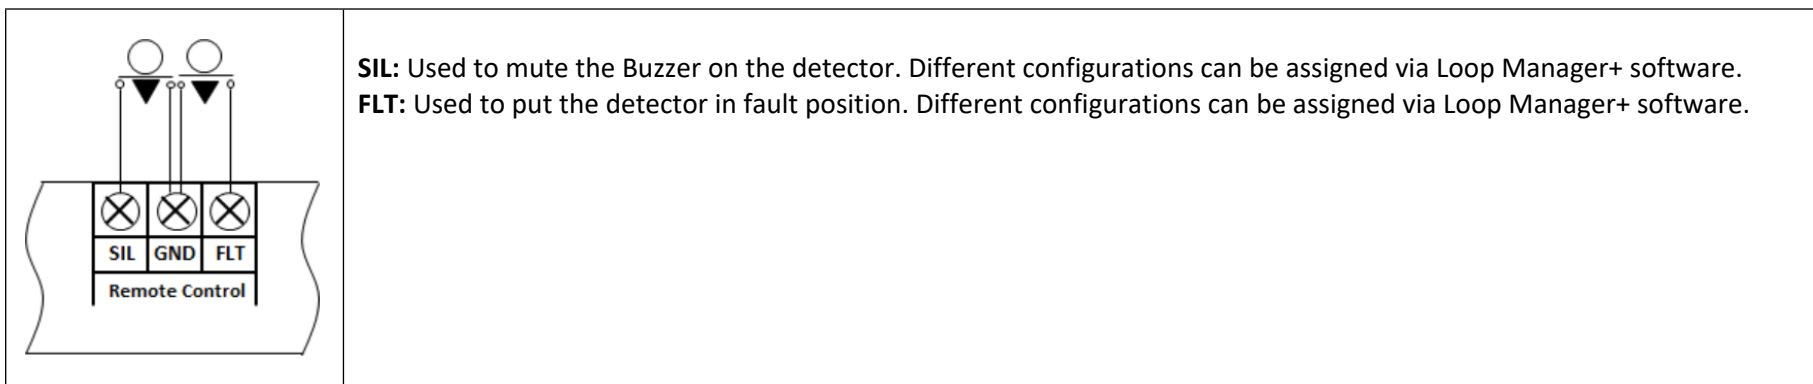 SIL: Used to mute the Buzzer on the detector. Different configurations can be assigned via Loop Manager+ software.
FLT: Used to put the detector in fault position. Different configurations can be assigned via Loop Manager+ software.
SIL GND FLT
Remote Control